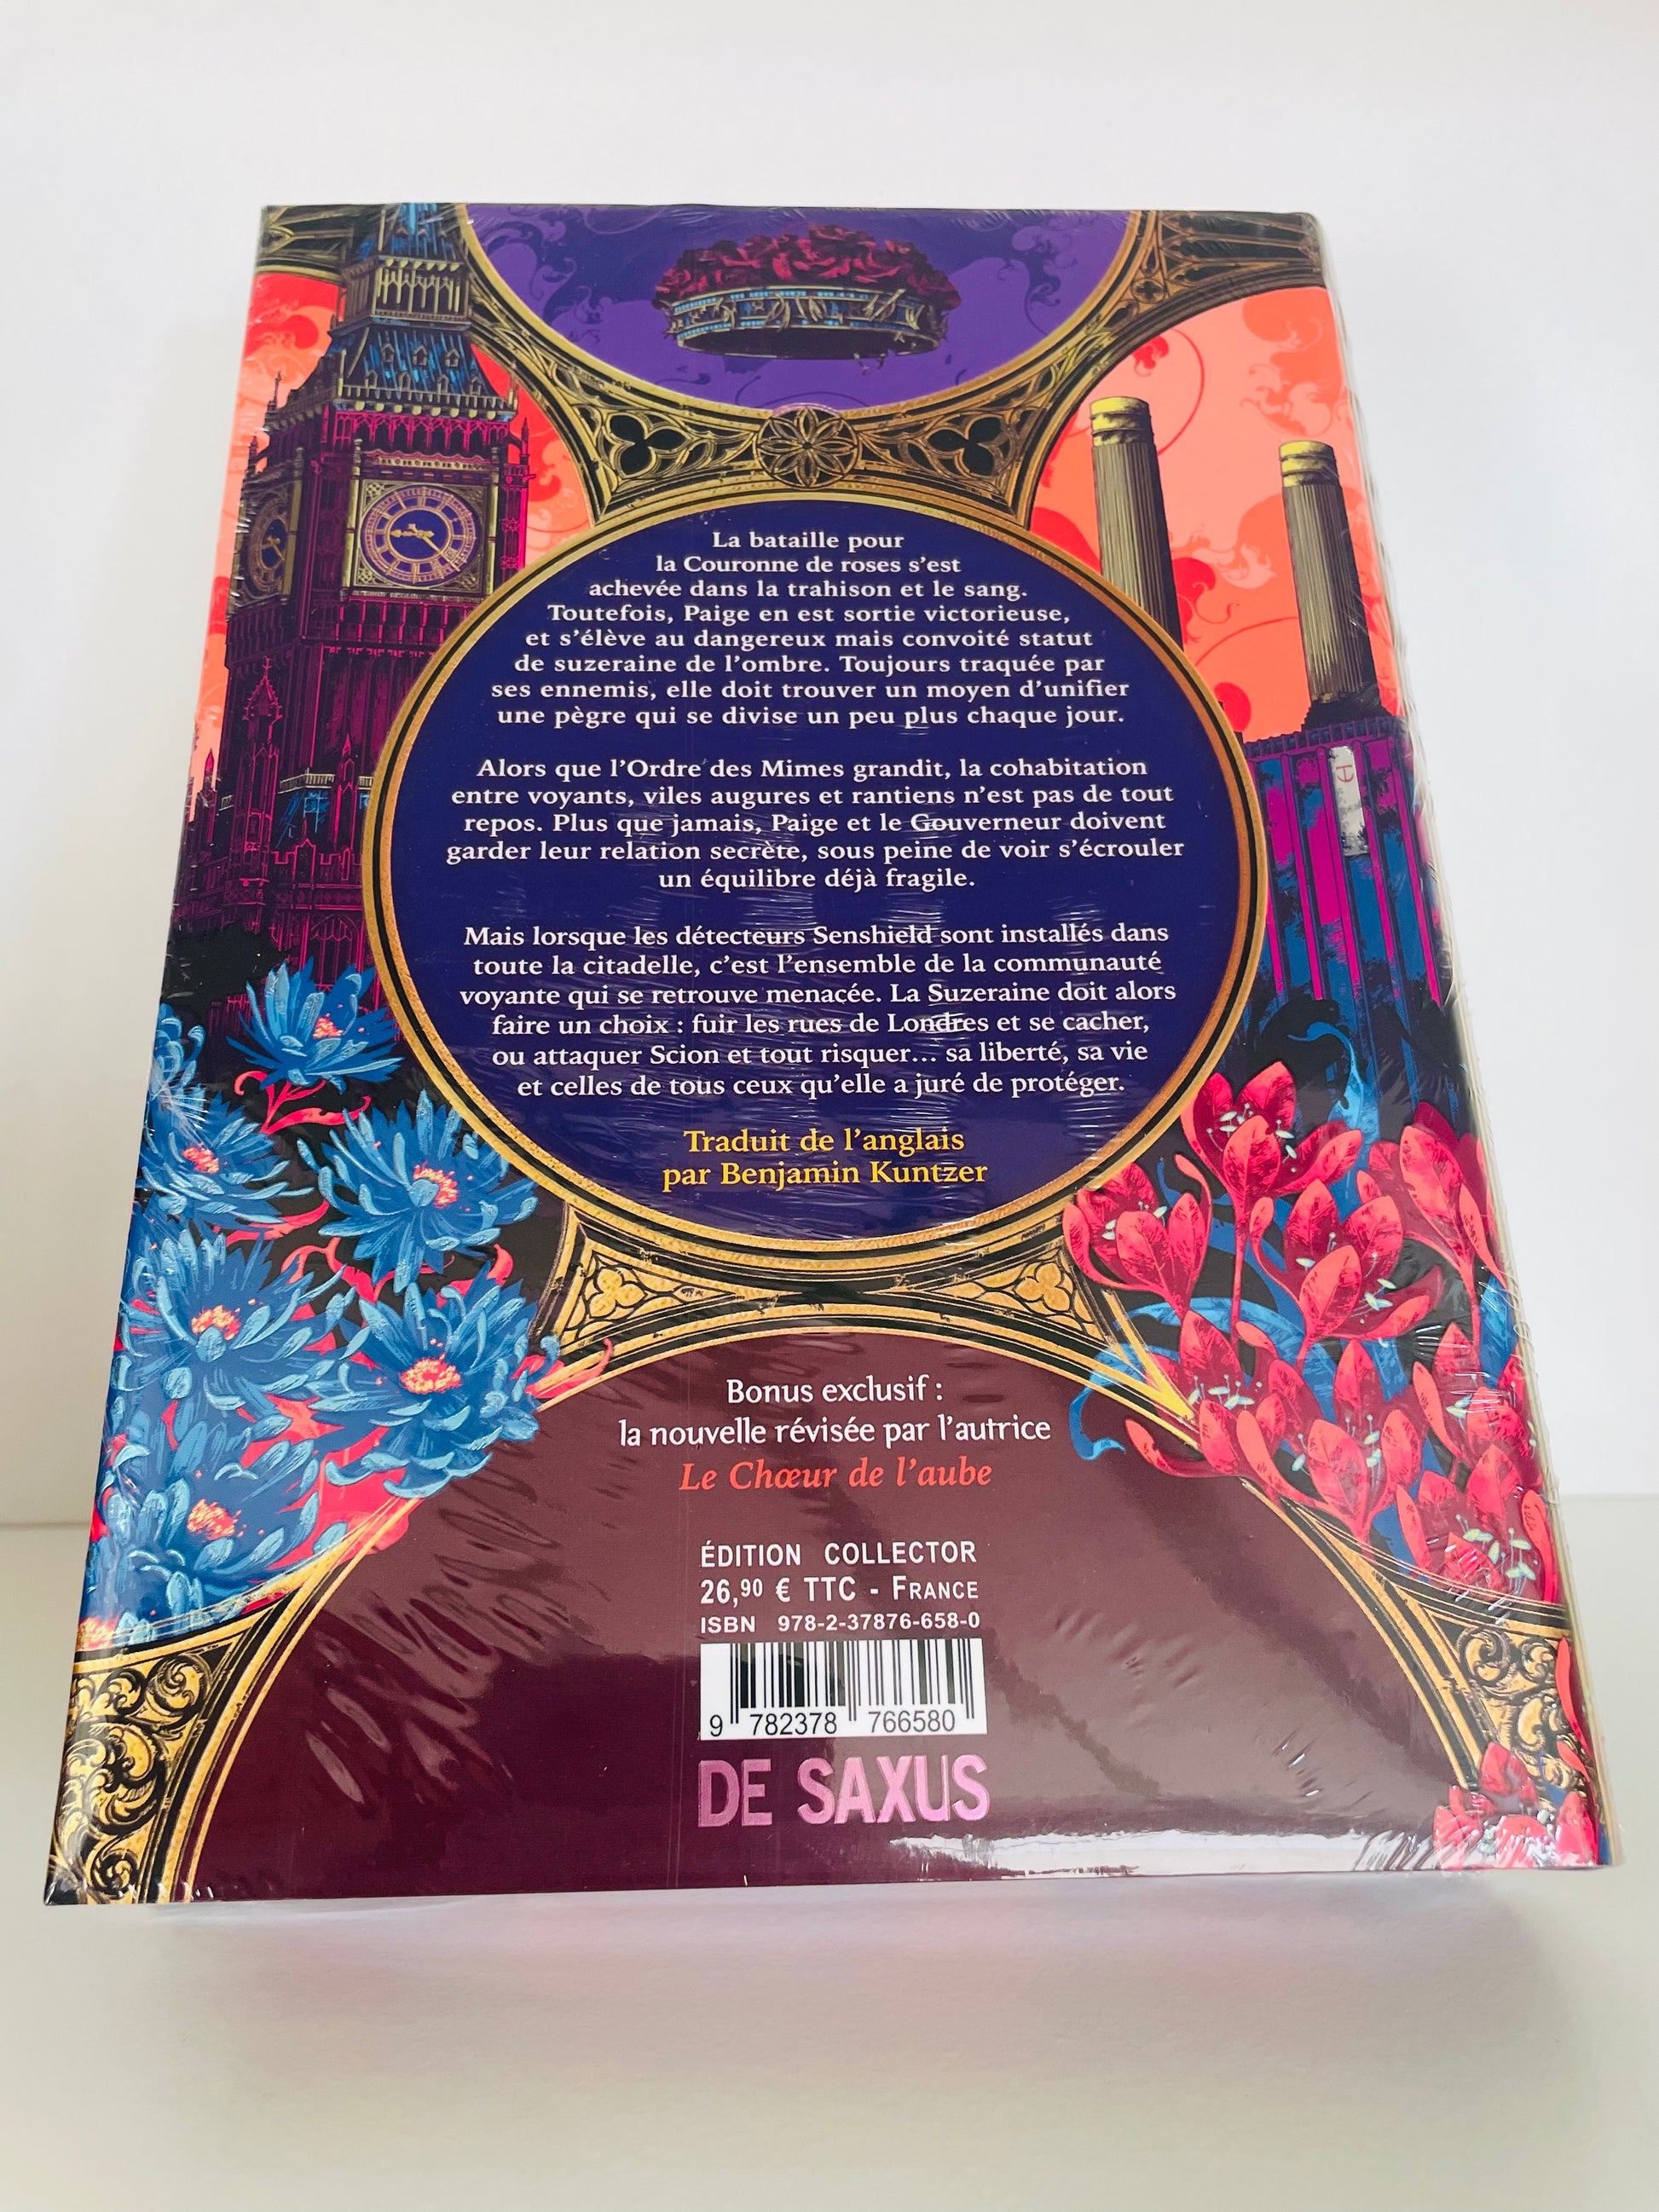 La bataille pour
la Couronne de roses s'est
achevée dans la trahison et le sang.
Toutefois, Paige en est sortie victorieuse,
et s'élève au dangereux mais convoité statut
de suzeraine de l'ombre. Toujours traquée par
ses ennemis, elle doit trouver un moyen d'unifier
une pègre qui se divise un peu plus chaque jour.
Alors que l'Ordre des Mimes grandit, la cohabitation
entre voyants, viles augures et rantiens n'est pas de tout
repos. Plus que jamais, Paige et le Gouverneur doivent
garder leur relation secrète, sous peine de voir s'écrouler
un équilibre déjà fragile.
Mais lorsque les détecteurs Senshield sont installés dans
toute la citadelle, c'est l'ensemble de la communauté
voyante qui se retrouve menacée. La Suzeraine doit alors
faire un choix : fuir les rues de Londres et se cacher,
ou attaquer Scion et tout risquer... sa liberté, sa vie
et celles de tous ceux qu'elle a juré de protéger.
Traduit de l'anglais
par Benjamin Kuntzer
Bonus exclusif :
la nouvelle révisée par l'autrice
Le Chœur de l'aube
ÉDITION COLLECTOR
26,90 € TTC - FRANCE
ISBN 978-2-37876-658-0
9 782378 766580
DE SAXUS